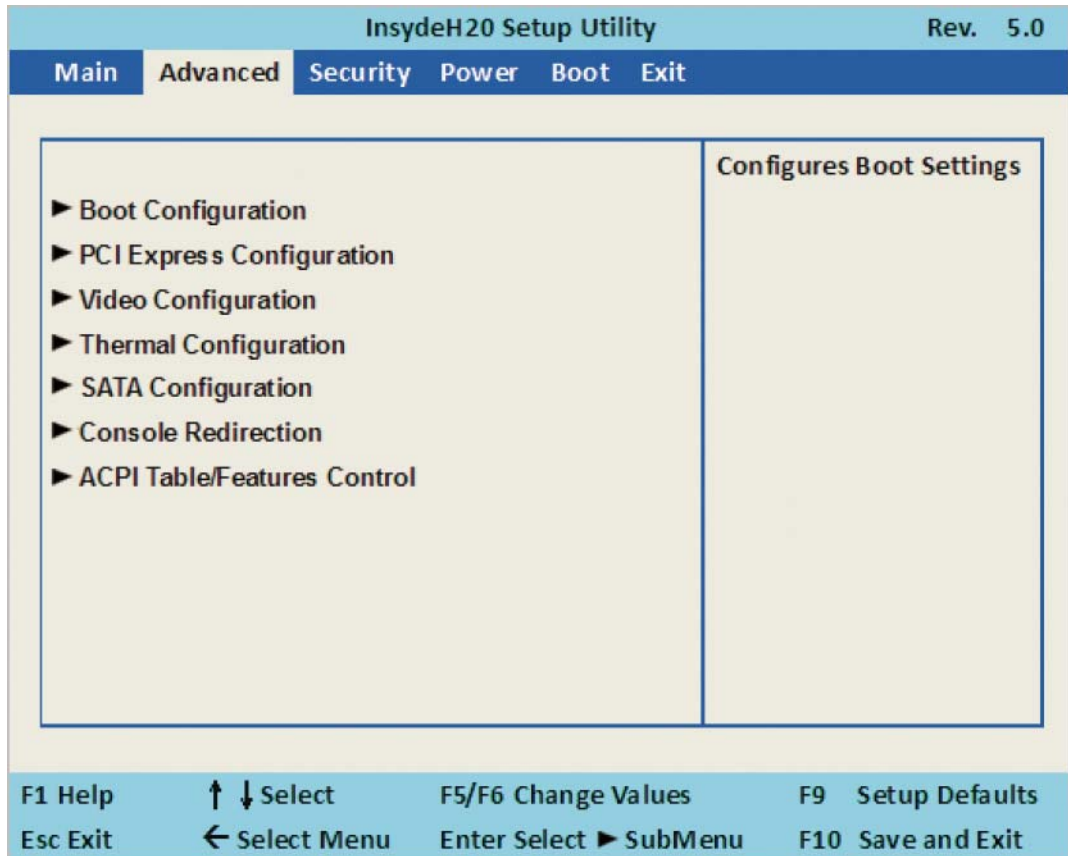 InsydeH20 Setup Utility Rev. 5.0
Main Advanced Security Power Boot Exit
Configures Boot Settings
► Boot Configuration
► PCI Express Configuration
► Video Configuration
► Thermal Configuration
► SATA Configuration
► Console Redirection
► ACPI Table/Features Control
F1 Help ↑ ↓ Select F5/F6 Change Values F9 Setup Defaults
Esc Exit ← Select Menu Enter Select ► SubMenu F10 Save and Exit